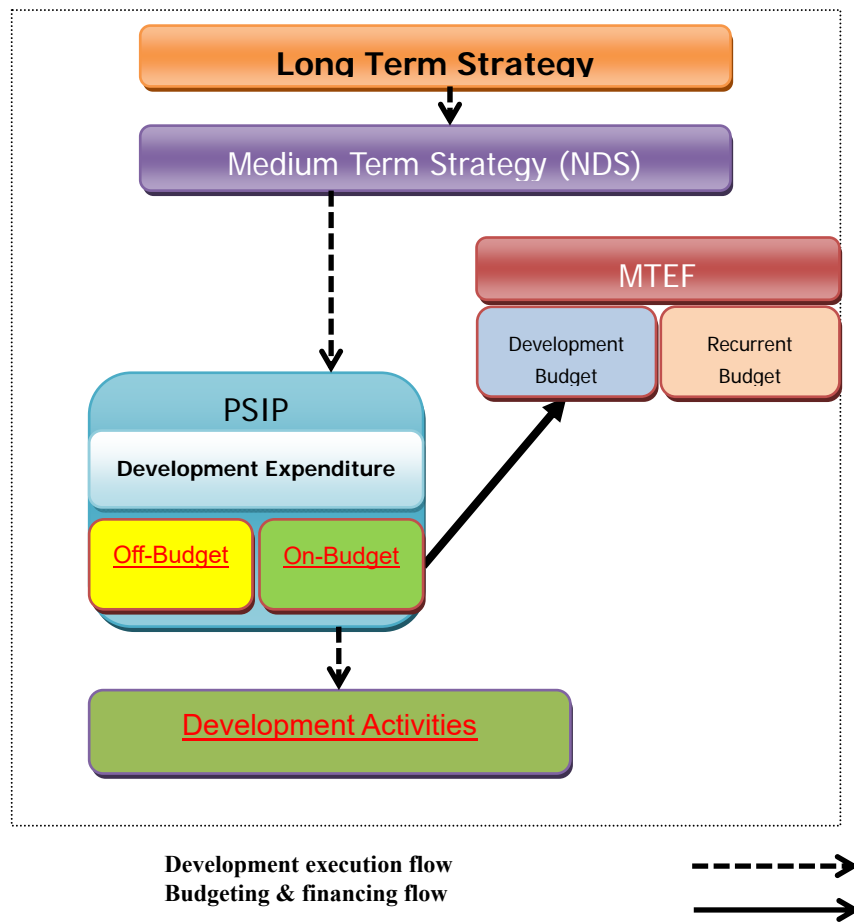 Long Term Strategy
Medium Term Strategy (NDS)
MTEF
Development
Budget
Recurrent
Budget
PSIP
Development Expenditure
Off-Budget
On-Budget
Development Activities
Development execution flow
Budgeting & financing flow